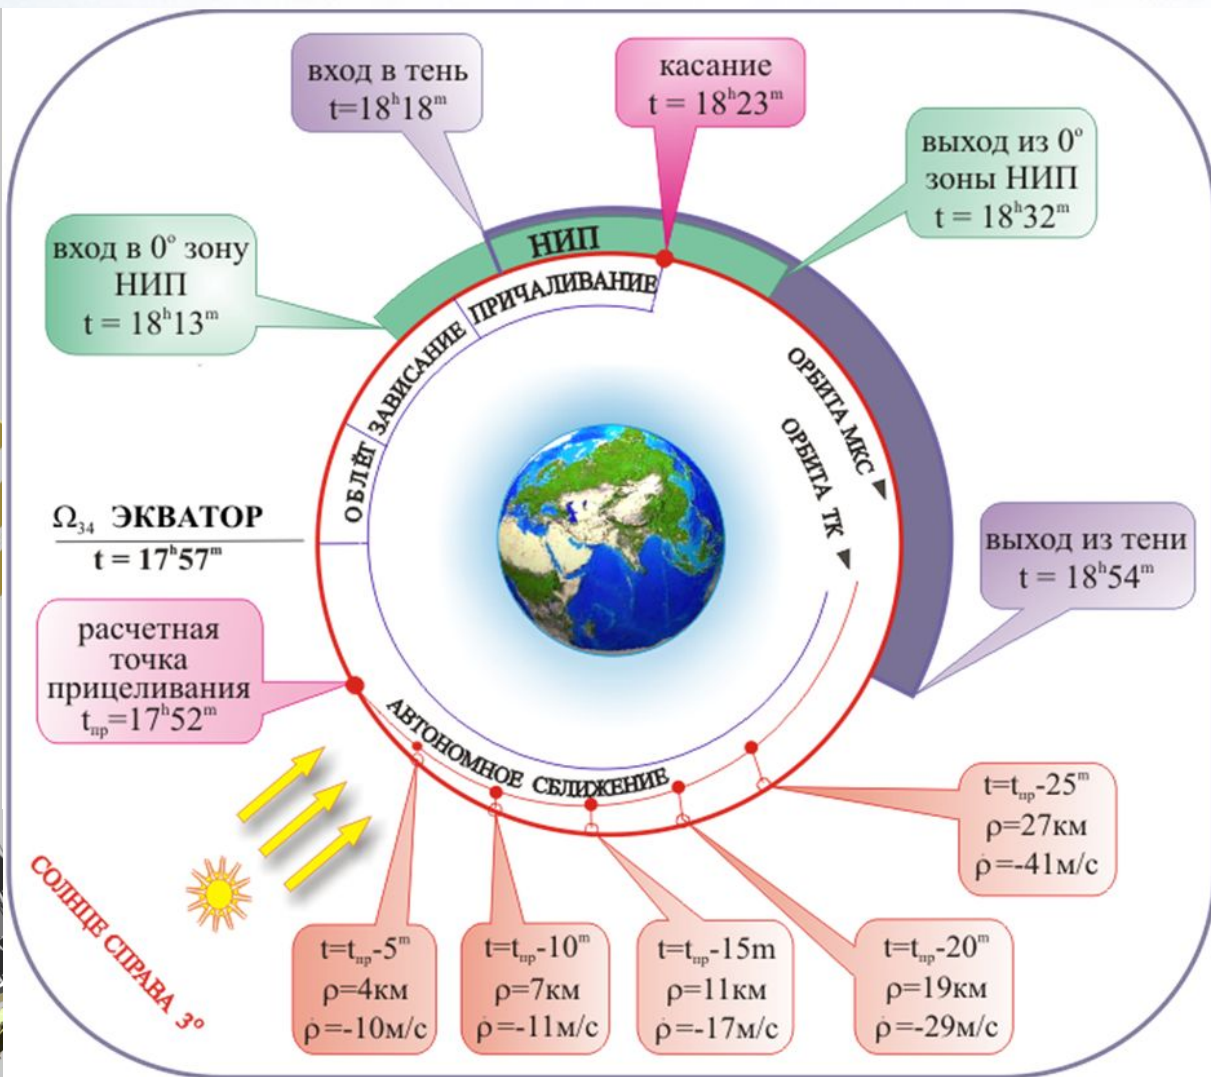 вход в тень
t=18ʰ18ᵐ
касание
t = 18ʰ23ᵐ
выход из 0°
зоны НИП
t = 18ʰ32ᵐ
вход в 0° зону
НИП
t = 18ʰ13ᵐ
НИП
ПРИЧАЛИВАНИЕ
ЗАВИСАНИЕ
ОБЛЁТ
ОРБИТА МКС
ОРБИТА ТК
Ω₃₄ ЭКВАТОР
t = 17ʰ57ᵐ
выход из тени
t = 18ʰ54ᵐ
расчетная
точка
прицеливания
tпр=17ʰ52ᵐ
АВТОНОМНОЕ СБЛИЖЕНИЕ
t=tпр-25ᵐ
ρ=27км
ρ̇=-41м/с
СОЛНЦЕ СПРАВА 3°
t=tпр-5ᵐ
ρ=4км
ρ̇=-10м/с
t=tпр-10ᵐ
ρ=7км
ρ̇=-11м/с
t=tпр-15m
ρ=11км
ρ̇=-17м/с
t=tпр-20ᵐ
ρ=19км
ρ̇=-29м/с